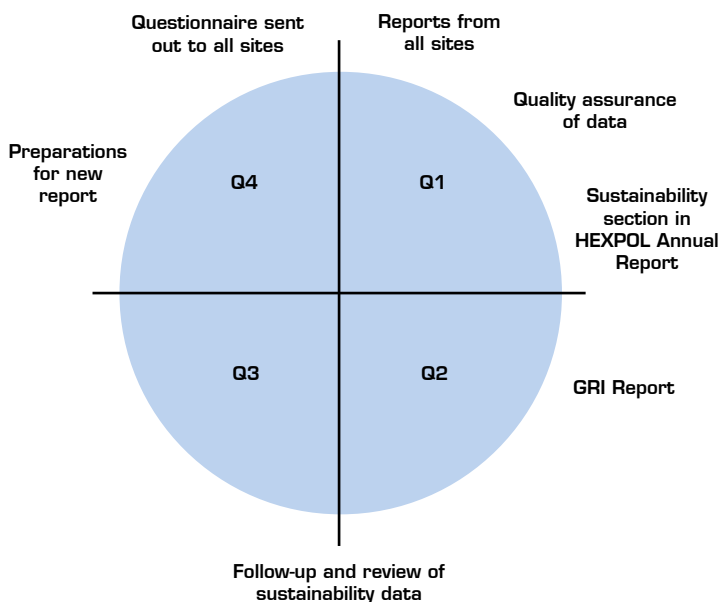 Questionnaire sent
out to all sites
Reports from
all sites
Quality assurance
of data
Preparations
for new
report
Q4
Q1
Sustainability
section in
HEXPOL Annual
Report
Q3
Q2
GRI Report
Follow-up and review of
sustainability data